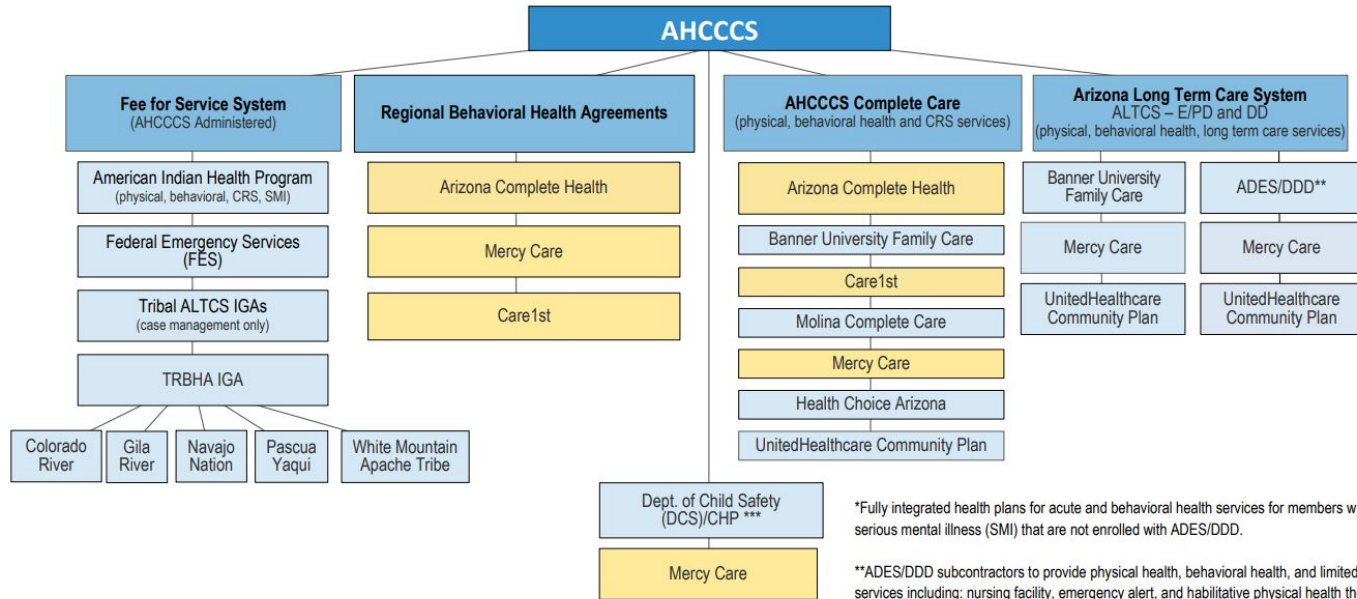 AHCCCS
Fee for Service System
(AHCCCS Administered)
American Indian Health Program
(physical, behavioral, CRS, SMI)
Federal Emergency Services
(FES)
Tribal ALTCS IGAs
(case management only)
TRBHA IGA
Colorado
River
Gila
River
Navajo
Nation
Pascua
Yaqui
White Mountain
Apache Tribe
Regional Behavioral Health Agreements
Arizona Complete Health
Mercy Care
Care1st
Dept. of Child Safety
(DCS)/CHP ***
Mercy Care
AHCCCS Complete Care
(physical, behavioral health and CRS services)
Arizona Complete Health
Banner University Family Care
Care1st
Molina Complete Care
Mercy Care
Health Choice Arizona
UnitedHealthcare Community Plan
Arizona Long Term Care System
ALTCS – E/PD and DD
(physical, behavioral health, long term care services)
Banner University
Family Care
Mercy Care
UnitedHealthcare
Community Plan
ADES/DDD**
Mercy Care
UnitedHealthcare
Community Plan
*Fully integrated health plans for acute and behavioral health services for members w
serious mental illness (SMI) that are not enrolled with ADES/DDD.
**ADES/DDD subcontractors to provide physical health, behavioral health, and limited
services including: nursing facility, emergency alert, and habilitative physical health th